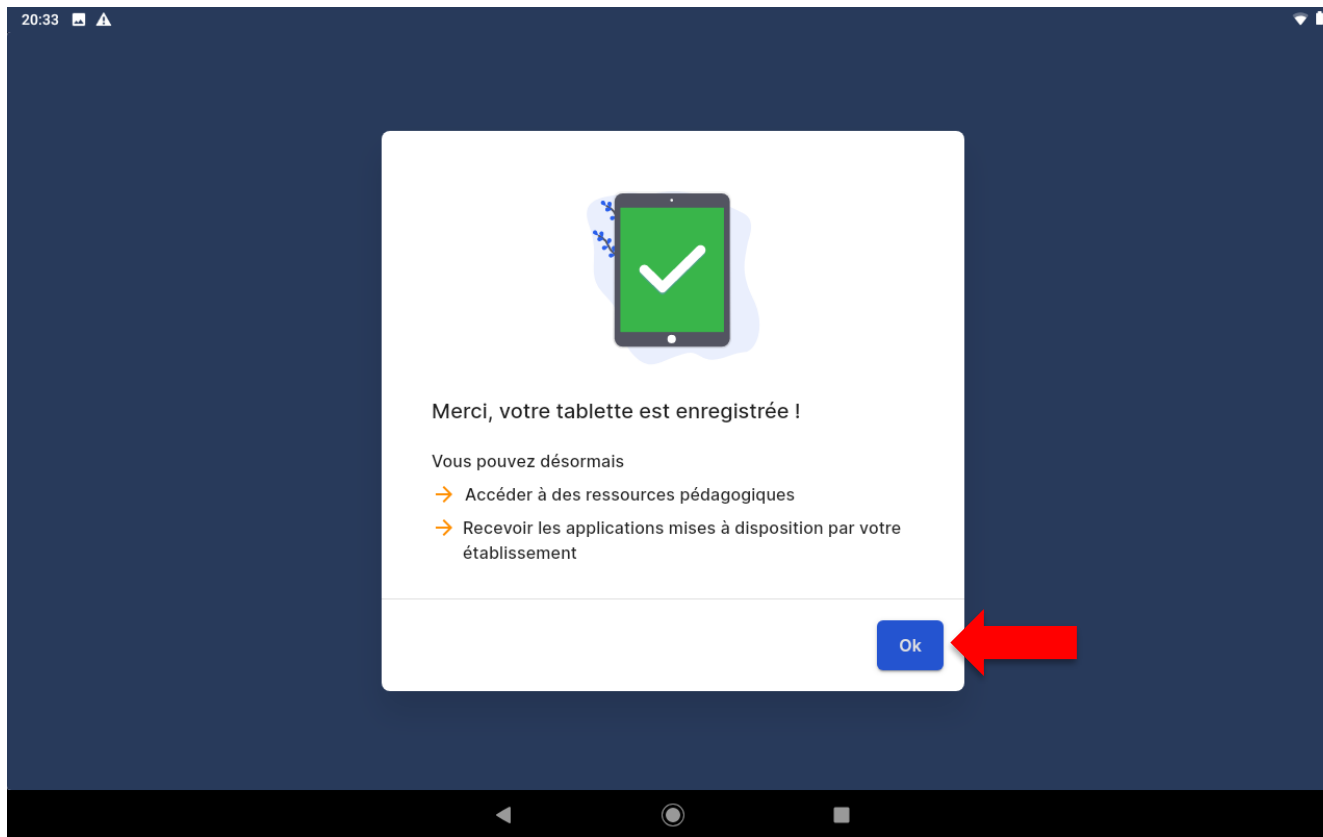 20:33
Merci, votre tablette est enregistrée !
Vous pouvez désormais
Accéder à des ressources pédagogiques
Recevoir les applications mises à disposition par votre
établissement
Ok